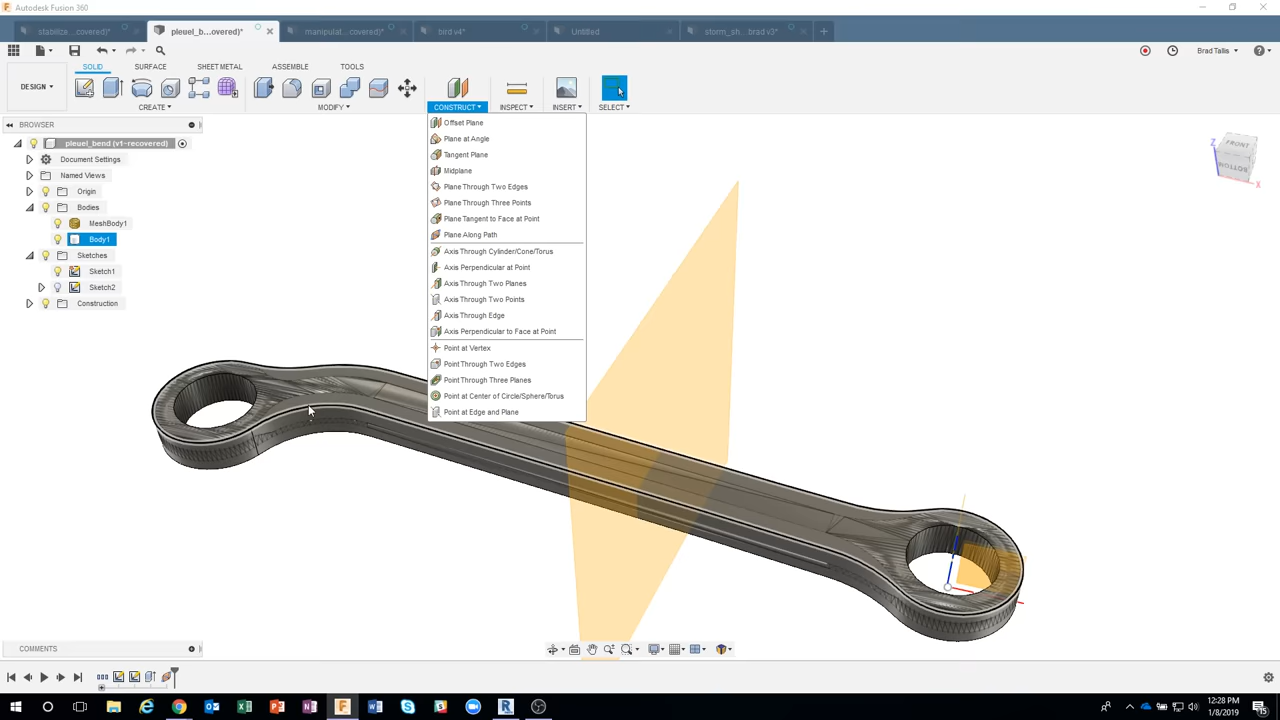 Autodesk Fusion 360
stabilize...covered)*
pleuel_b...overed)*
manipulat...covered)*
bird v4*
Untitled
storm_sh...brad v3*
Brad Tallis
DESIGN
SOLID
SURFACE
SHEET METAL
ASSEMBLE
TOOLS
CREATE
MODIFY
CONSTRUCT
INSPECT
INSERT
SELECT
BROWSER
pleuel_bend (v1-recovered)
Document Settings
Named Views
Origin
Bodies
MeshBody1
Body1
Sketches
Sketch1
Sketch2
Construction
Offset Plane
Plane at Angle
Tangent Plane
Midplane
Plane Through Two Edges
Plane Through Three Points
Plane Tangent to Face at Point
Plane Along Path
Axis Through Cylinder/Cone/Torus
Axis Perpendicular at Point
Axis Through Two Planes
Axis Through Two Points
Axis Through Edge
Axis Perpendicular to Face at Point
Point at Vertex
Point Through Two Edges
Point Through Three Planes
Point at Center of Circle/Sphere/Torus
Point at Edge and Plane
Z
FRONT
BOTTOM
X
COMMENTS
12:28 PM
1/8/2019
15